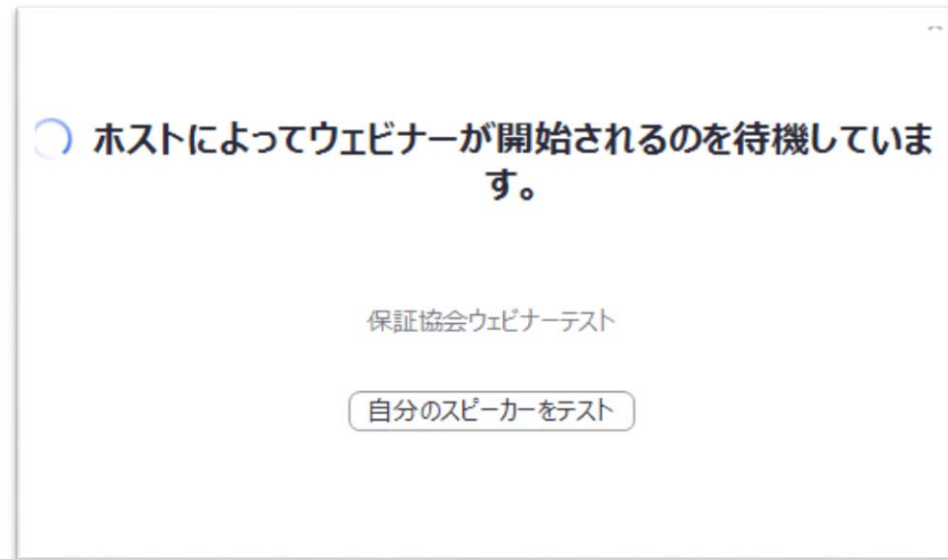 ホストによってウェビナーが開始されるのを待機していま
す。
保証協会ウェビナーテスト
自分のスピーカーをテスト